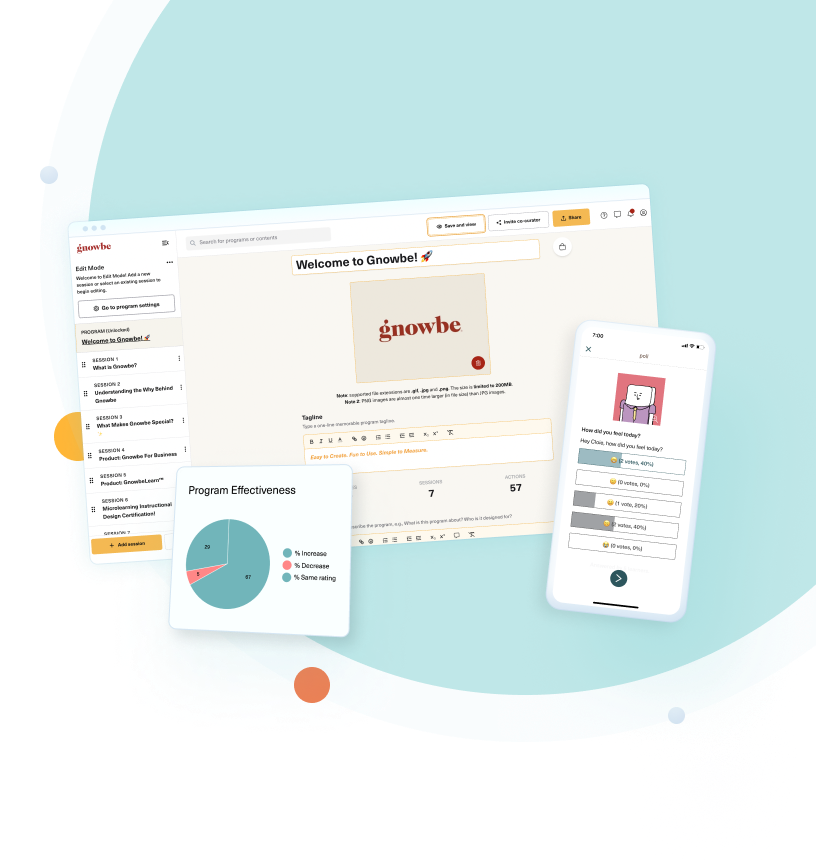 gnowbe
Search for programs or contents
Save and view
Invite co-curator
Share
Edit Mode
Welcome to Edit Mode! Add a new
session or select an existing session to
begin editing.
Go to program settings
PROGRAM (Unlocked)
Welcome to Gnowbe! 🚀
SESSION 1
What is Gnowbe?
SESSION 2
Understanding the Why Behind
Gnowbe
SESSION 3
What Makes Gnowbe Special?
SESSION 4
Product: Gnowbe For Business
SESSION 5
Product: GnowbeLearn™
SESSION 6
Microlearning Instructional
Design Certification!
SESSION 7
+ Add session
Welcome to Gnowbe! 🚀
gnowbe
Note: supported file extensions are .gif, .jpg and .png. The size is limited to 200MB.
Note 2: PNG images are almost one time larger (in file size) than JPG images.
Tagline
Type a one-line memorable program tagline.
B I U A
x₂ x²
Easy to Create. Fun to Use. Simple to Measure.
SESSIONS
7
ACTIONS
57
scribe the program, e.g., What is this program about? Who is it designed for?
x₂ x²
Program Effectiveness
29
5
67
% Increase
% Decrease
% Same rating
7:00
poll
How did you feel today?
Hey Clois, how did you feel today?
(2 votes, 40%)
(0 votes, 0%)
(1 vote, 20%)
(2 votes, 40%)
(0 votes, 0%)